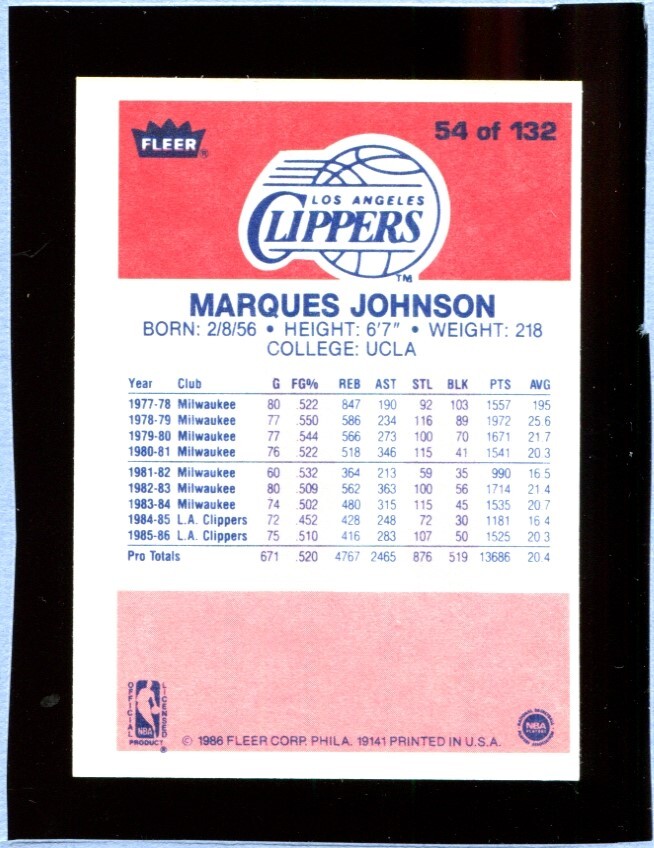 FLEER®
54 of 132
LOS ANGELES
CLIPPERS
TM
MARQUES JOHNSON
BORN: 2/8/56 • HEIGHT: 6'7" • WEIGHT: 218
COLLEGE: UCLA
Year Club G FG% REB AST STL BLK PTS AVG
1977-78 Milwaukee 80 .522 847 190 92 103 1557 195
1978-79 Milwaukee 77 .550 586 234 116 89 1972 25.6
1979-80 Milwaukee 77 .544 566 273 100 70 1671 21.7
1980-81 Milwaukee 76 .522 518 346 115 41 1541 20.3
1981-82 Milwaukee 60 .532 364 213 59 35 990 16.5
1982-83 Milwaukee 80 .509 562 363 100 56 1714 21.4
1983-84 Milwaukee 74 .502 480 315 115 45 1535 20.7
1984-85 L.A. Clippers 72 .452 428 248 72 30 1181 16.4
1985-86 L.A. Clippers 75 .510 416 283 107 50 1525 20.3
Pro Totals 671 .520 4767 2465 876 519 13686 20.4
OFFICIAL LICENSED
NBA
PRODUCT ®
© 1986 FLEER CORP. PHILA. 19141 PRINTED IN U.S.A.
NBA
PLAYERS